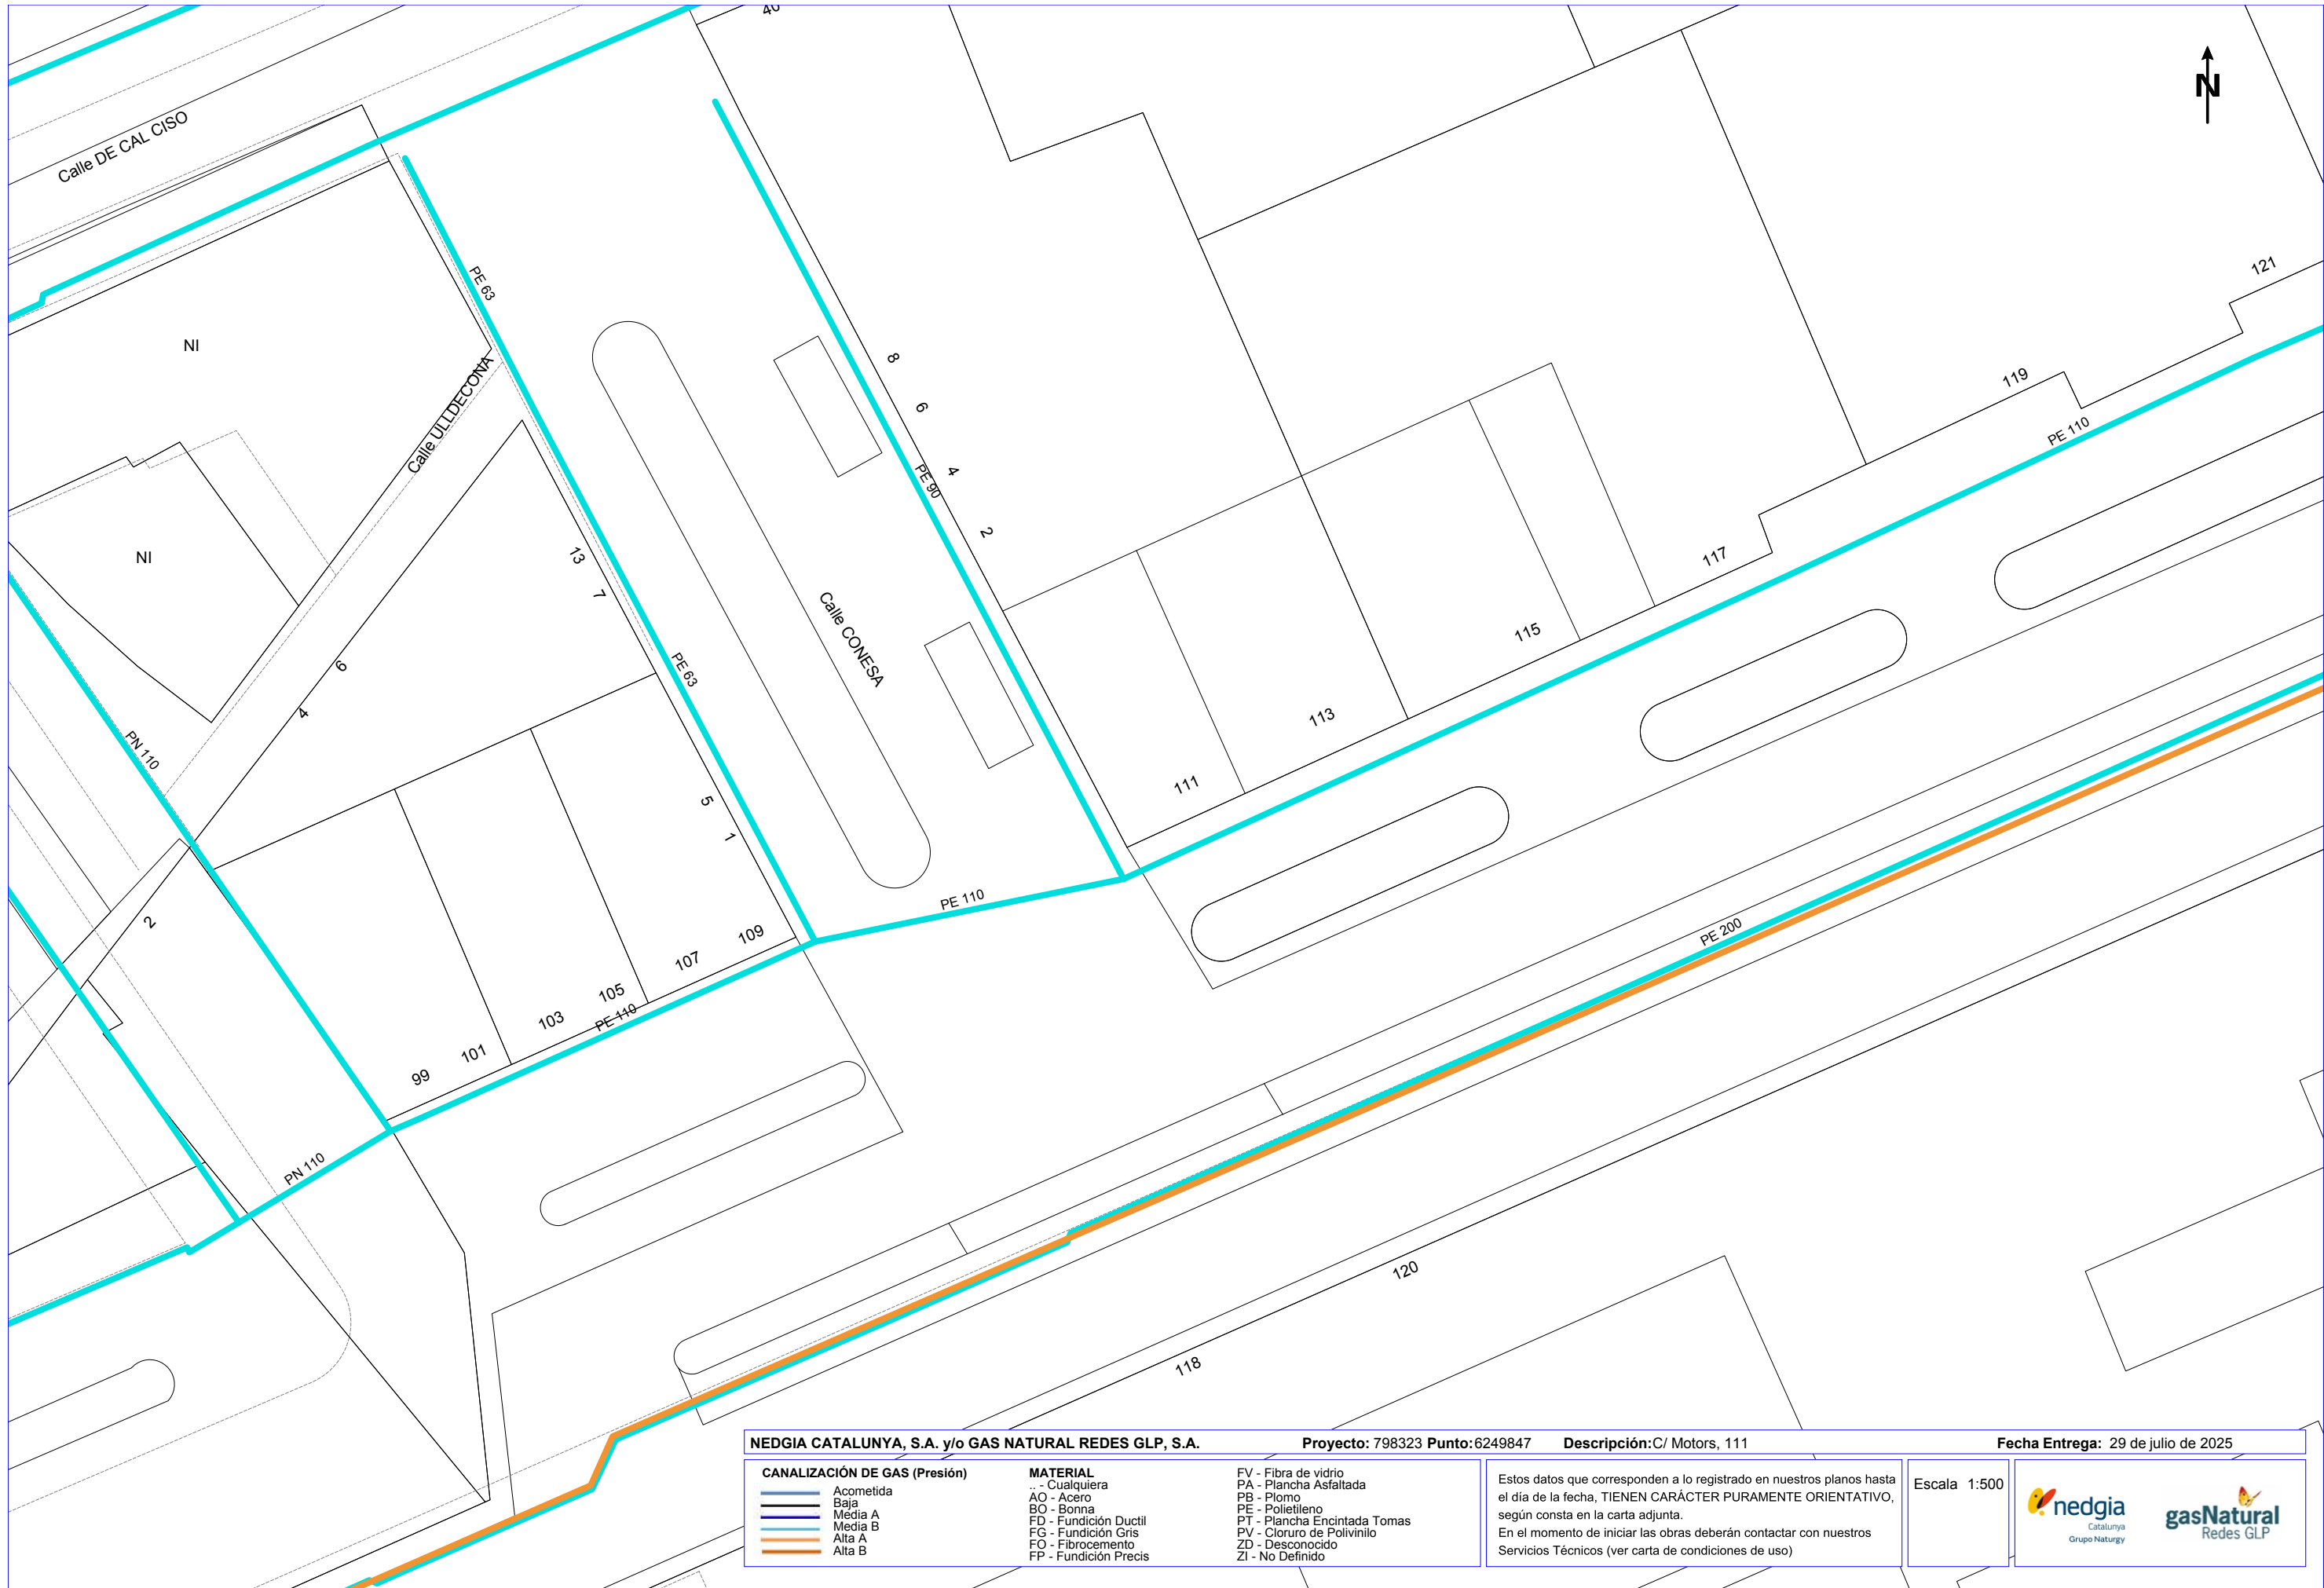 40
N
Calle DE CAL CISO
PE 63
121
NI
8
Calle ULLDECONA
6
119
PE 110
4
PE 90
2
13
NI
117
7
Calle CONESA
115
6
PE 63
4
113
PN 110
111
5
1
2
PE 110
109
PE 200
107
105
103
PE 110
101
99
PN 110
120
118
NEDGIA CATALUNYA, S.A. y/o GAS NATURAL REDES GLP, S.A. Proyecto: 798323 Punto:6249847 Descripción:C/ Motors, 111 Fecha Entrega: 29 de julio de 2025
CANALIZACIÓN DE GAS (Presión)
Acometida
Baja
Media A
Media B
Alta A
Alta B
MATERIAL
.. - Cualquiera
AO - Acero
BO - Bonna
FD - Fundición Ductil
FG - Fundición Gris
FO - Fibrocemento
FP - Fundición Precis
FV - Fibra de vidrio
PA - Plancha Asfaltada
PB - Plomo
PE - Polietileno
PT - Plancha Encintada Tomas
PV - Cloruro de Polivinilo
ZD - Desconocido
ZI - No Definido
Estos datos que corresponden a lo registrado en nuestros planos hasta
el día de la fecha, TIENEN CARÁCTER PURAMENTE ORIENTATIVO,
según consta en la carta adjunta.
En el momento de iniciar las obras deberán contactar con nuestros
Servicios Técnicos (ver carta de condiciones de uso)
Escala 1:500
nedgia
Catalunya
Grupo Naturgy
gasNatural
Redes GLP